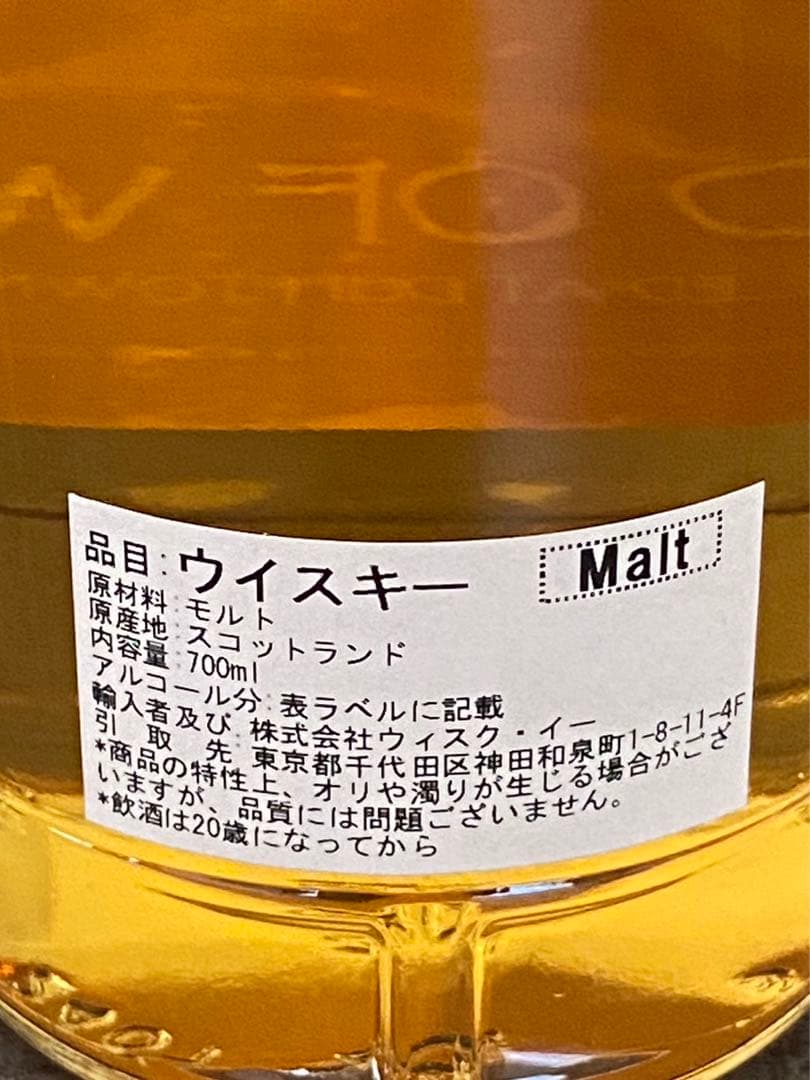 OF
品目:ウイスキー
Malt
原材料:モルト
原産地:スコットランド
内容量:700ml
アルコール分:表ラベルに記載
輸入者及び:株式会社ウィスク・イー
引取先:東京都千代田区神田和泉町1-8-11-4F
*商品の特性上、オリや濁りが生じる場合がござ
いますが、品質には問題ございません。
*飲酒は20歳になってから